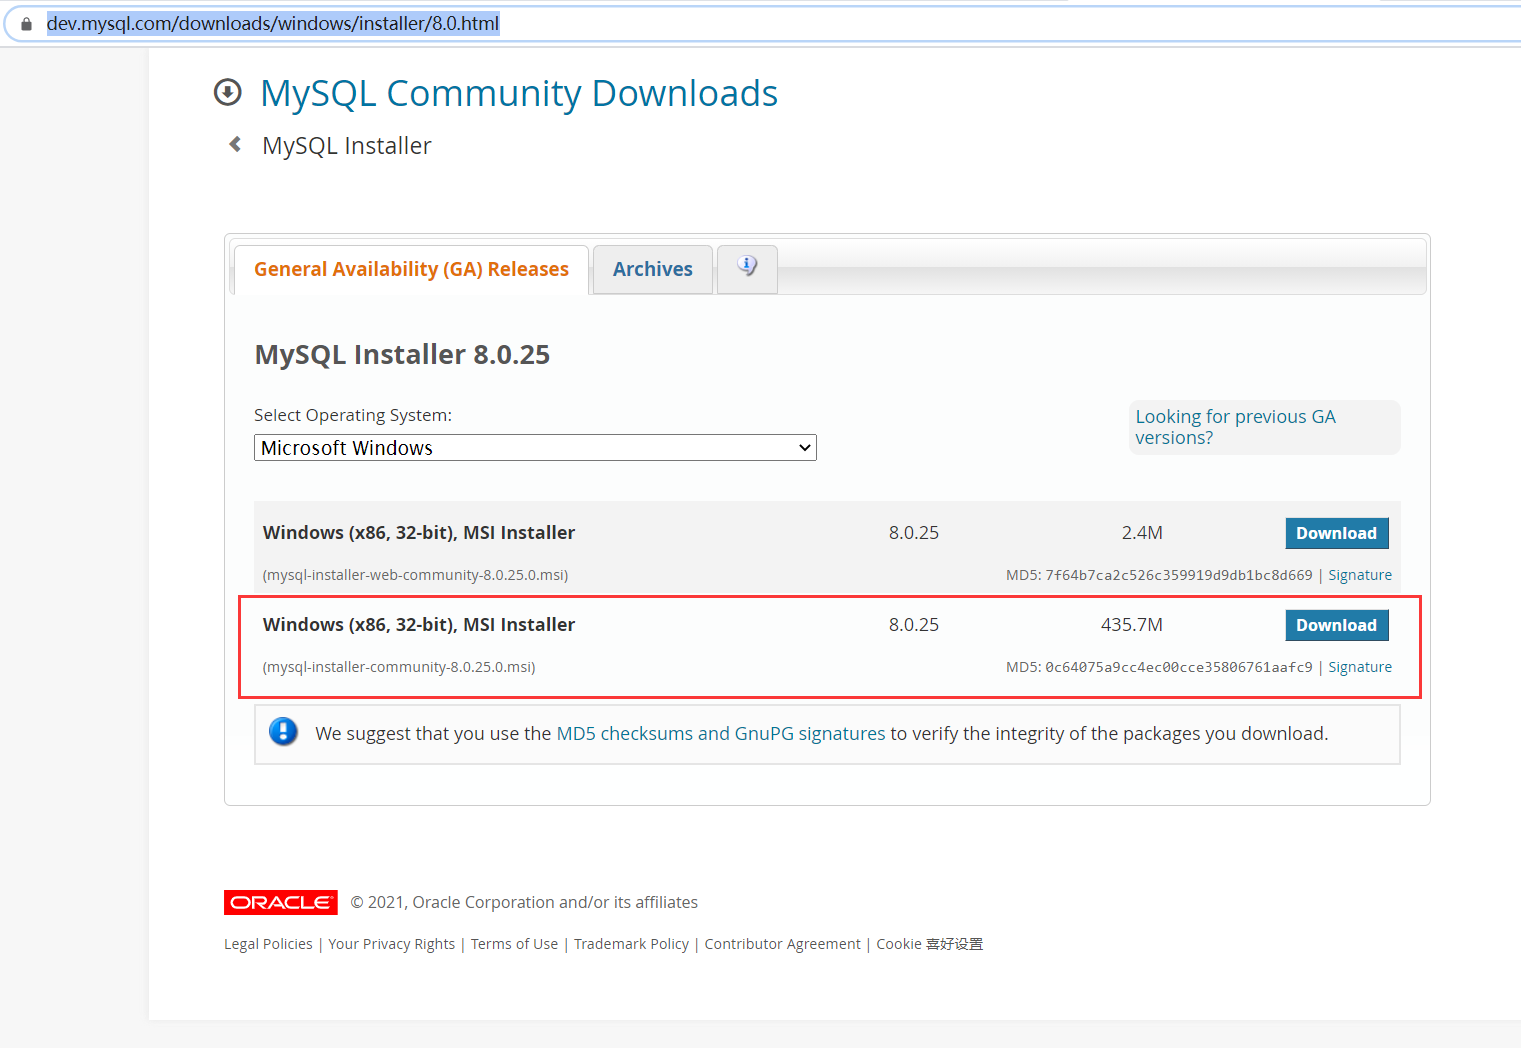 dev.mysql.com/downloads/windows/installer/8.0.html
MySQL Community Downloads
MySQL Installer
General Availability (GA) Releases
Archives
MySQL Installer 8.0.25
Select Operating System:
Microsoft Windows
Looking for previous GA
versions?
Windows (x86, 32-bit), MSI Installer 8.0.25 2.4M Download
(mysql-installer-web-community-8.0.25.0.msi) MD5: 7f64b7ca2c526c359919d9db1bc8d669 | Signature
Windows (x86, 32-bit), MSI Installer 8.0.25 435.7M Download
(mysql-installer-community-8.0.25.0.msi) MD5: 0c64075a9cc4ec00cce35806761aafc9 | Signature
We suggest that you use the MD5 checksums and GnuPG signatures to verify the integrity of the packages you download.
ORACLE © 2021, Oracle Corporation and/or its affiliates
Legal Policies | Your Privacy Rights | Terms of Use | Trademark Policy | Contributor Agreement | Cookie 喜好设置